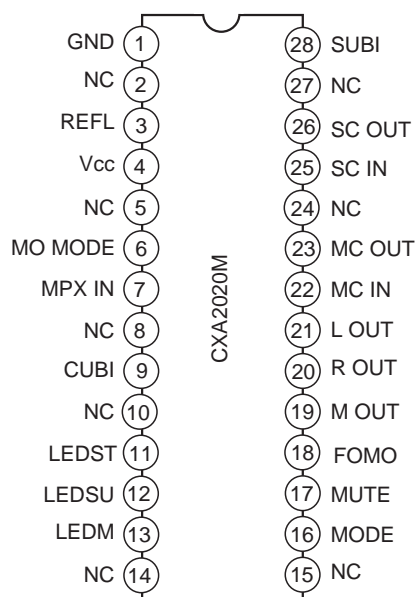 GND 1 28 SUBI
NC 2 27 NC
REFL 3 26 SC OUT
Vcc 4 25 SC IN
NC 5 24 NC
MO MODE 6 23 MC OUT
MPX IN 7 22 MC IN
NC 8 21 L OUT
CUBI 9 20 R OUT
NC 10 19 M OUT
LEDST 11 18 FOMO
LEDSU 12 17 MUTE
LEDM 13 16 MODE
NC 14 15 NC
CXA2020M